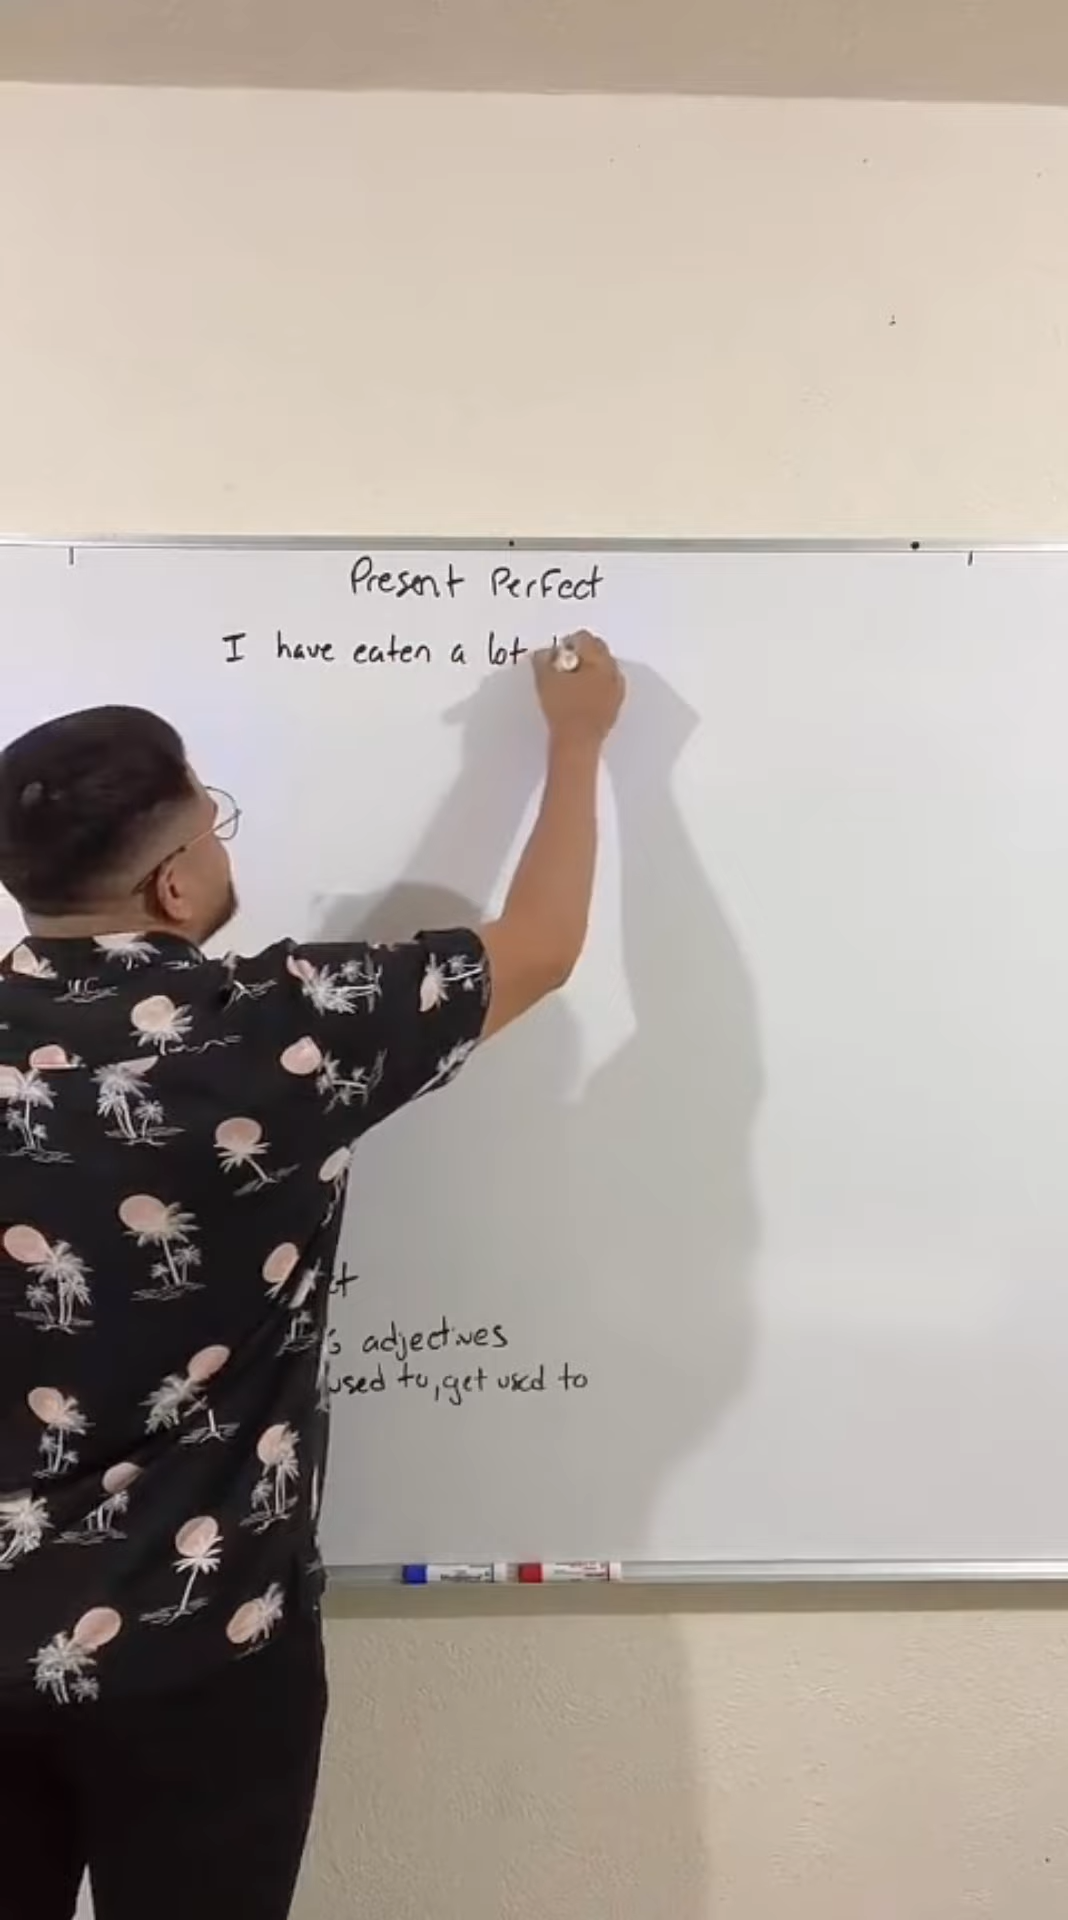 Present Perfect
I have eaten a lot
adjectives
used to, get used to